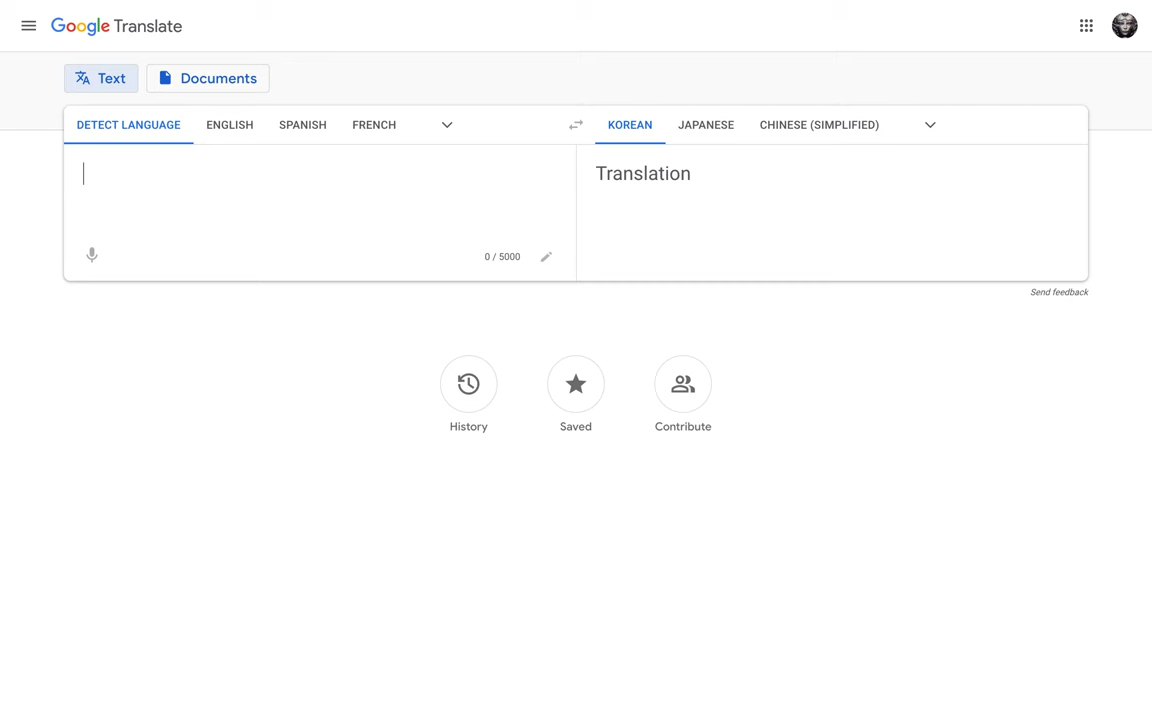 Google Translate
Text Documents
DETECT LANGUAGE ENGLISH SPANISH FRENCH KOREAN JAPANESE CHINESE (SIMPLIFIED)
Translation
0 / 5000
Send feedback
History Saved Contribute